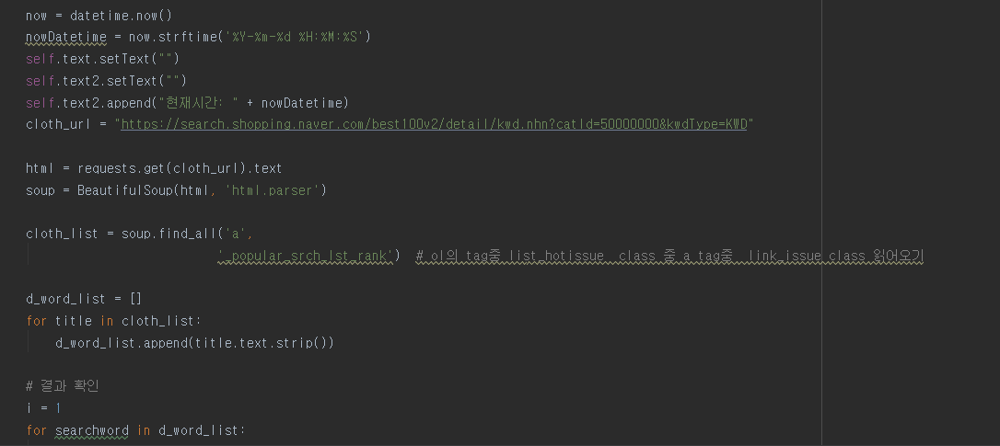 now = datetime.now()
nowDatetime = now.strftime('%Y-%m-%d %H:%M:%S')
self.text.setText("")
self.text2.setText("")
self.text2.append("현재시간: " + nowDatetime)
cloth_url = "https://search.shopping.naver.com/best100v2/detail/kwd.nhn?catId=50000000&kwdType=KWD"
html = requests.get(cloth_url).text
soup = BeautifulSoup(html, 'html.parser')
cloth_list = soup.find_all('a',
'_popular_srch_lst_rank') # ol의 tag중 list_hotissue class 중 a tag중 link_issue class 읽어오기
d_word_list = []
for title in cloth_list:
d_word_list.append(title.text.strip())
# 결과 확인
i = 1
for searchword in d_word_list: